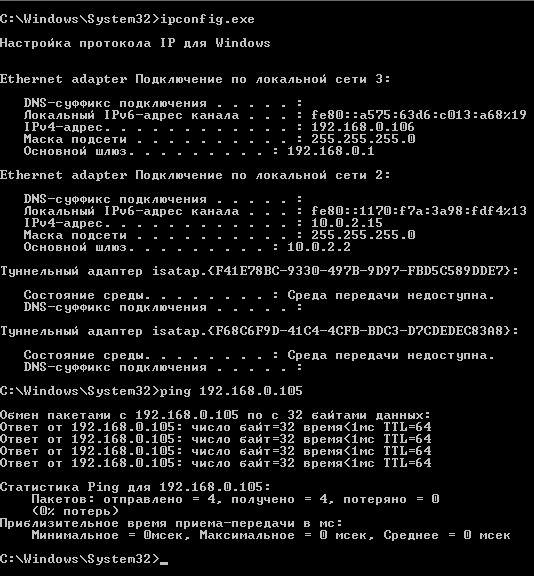 C:\Windows\System32>ipconfig.exe
Настройка протокола IP для Windows
Ethernet adapter Подключение по локальной сети 3:
DNS-суффикс подключения . . . . . :
Локальный IPv6-адрес канала . . . : fe80::a575:63d6:c013:a68%19
IPv4-адрес. . . . . . . . . . . . : 192.168.0.106
Маска подсети . . . . . . . . . . : 255.255.255.0
Основной шлюз. . . . . . . . . : 192.168.0.1
Ethernet adapter Подключение по локальной сети 2:
DNS-суффикс подключения . . . . . :
Локальный IPv6-адрес канала . . . : fe80::1170:f7a:3a98:fdf4%13
IPv4-адрес. . . . . . . . . . . . : 10.0.2.15
Маска подсети . . . . . . . . . . : 255.255.255.0
Основной шлюз. . . . . . . . . : 10.0.2.2
Туннельный адаптер isatap.{F41E78BC-9330-497B-9D97-FBD5C589DDE7}:
Состояние среды. . . . . . . . : Среда передачи недоступна.
DNS-суффикс подключения . . . . . :
Туннельный адаптер isatap.{F68C6F9D-41C4-4CFB-BDC3-D7CDEDEC83A8}:
Состояние среды. . . . . . . . : Среда передачи недоступна.
DNS-суффикс подключения . . . . . :
C:\Windows\System32>ping 192.168.0.105
Обмен пакетами с 192.168.0.105 по с 32 байтами данных:
Ответ от 192.168.0.105: число байт=32 время<1мс TTL=64
Ответ от 192.168.0.105: число байт=32 время<1мс TTL=64
Ответ от 192.168.0.105: число байт=32 время<1мс TTL=64
Ответ от 192.168.0.105: число байт=32 время<1мс TTL=64
Статистика Ping для 192.168.0.105:
Пакетов: отправлено = 4, получено = 4, потеряно = 0
(0% потерь)
Приблизительное время приема-передачи в мс:
Минимальное = 0мсек, Максимальное = 0 мсек, Среднее = 0 мсек
C:\Windows\System32>_